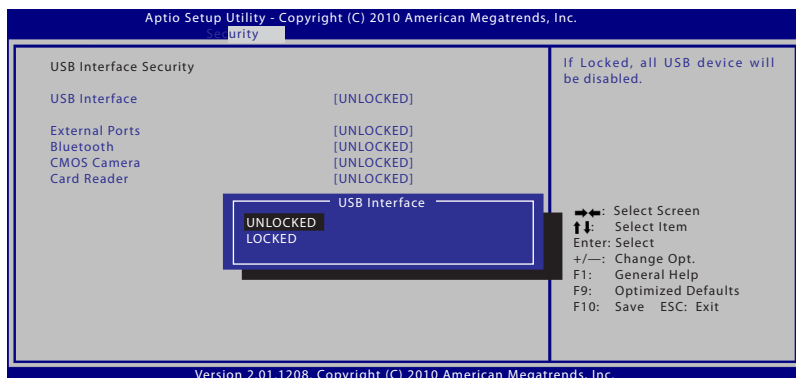 Aptio Setup Utility - Copyright (C) 2010 American Megatrends, Inc.
Security
USB Interface Security
USB Interface [UNLOCKED]
External Ports [UNLOCKED]
Bluetooth [UNLOCKED]
CMOS Camera [UNLOCKED]
Card Reader [UNLOCKED]
USB Interface
UNLOCKED
LOCKED
If Locked, all USB device will
be disabled.
→←: Select Screen
↑↓: Select Item
Enter: Select
+/—: Change Opt.
F1: General Help
F9: Optimized Defaults
F10: Save ESC: Exit
Version 2.01.1208. Copyright (C) 2010 American Megatrends, Inc.